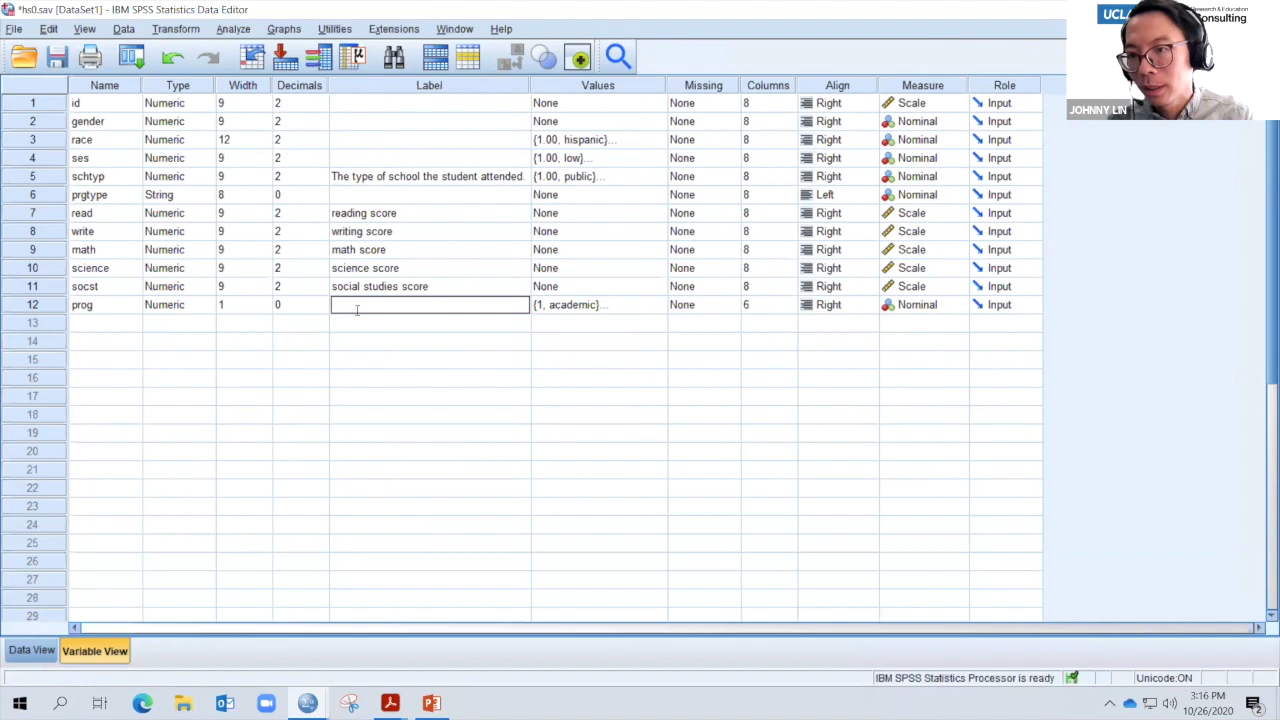 *hs0.sav [DataSet1] - IBM SPSS Statistics Data Editor
File Edit View Data Transform Analyze Graphs Utilities Extensions Window Help
UCLA Research & Education
Consulting
JOHNNY LIN
Name Type Width Decimals Label Values Missing Columns Align Measure Role
1 id Numeric 9 2 None None 8 Right Scale Input
2 gender Numeric 9 2 None None 8 Right Nominal Input
3 race Numeric 12 2 {1.00, hispanic}... None 8 Right Nominal Input
4 ses Numeric 9 2 {1.00, low}... None 8 Right Nominal Input
5 schtyp Numeric 9 2 The type of school the student attended. {1.00, public}... None 8 Right Nominal Input
6 prgtype String 8 0 None None 8 Left Nominal Input
7 read Numeric 9 2 reading score None None 8 Right Scale Input
8 write Numeric 9 2 writing score None None 8 Right Scale Input
9 math Numeric 9 2 math score None None 8 Right Scale Input
10 science Numeric 9 2 science score None None 8 Right Scale Input
11 socst Numeric 9 2 social studies score None None 8 Right Scale Input
12 prog Numeric 1 0 {1, academic}... None 6 Right Nominal Input
13
14
15
16
17
18
19
20
21
22
23
24
25
26
27
28
29
Data View Variable View
IBM SPSS Statistics Processor is ready Unicode:ON
3:16 PM
10/26/2020
2